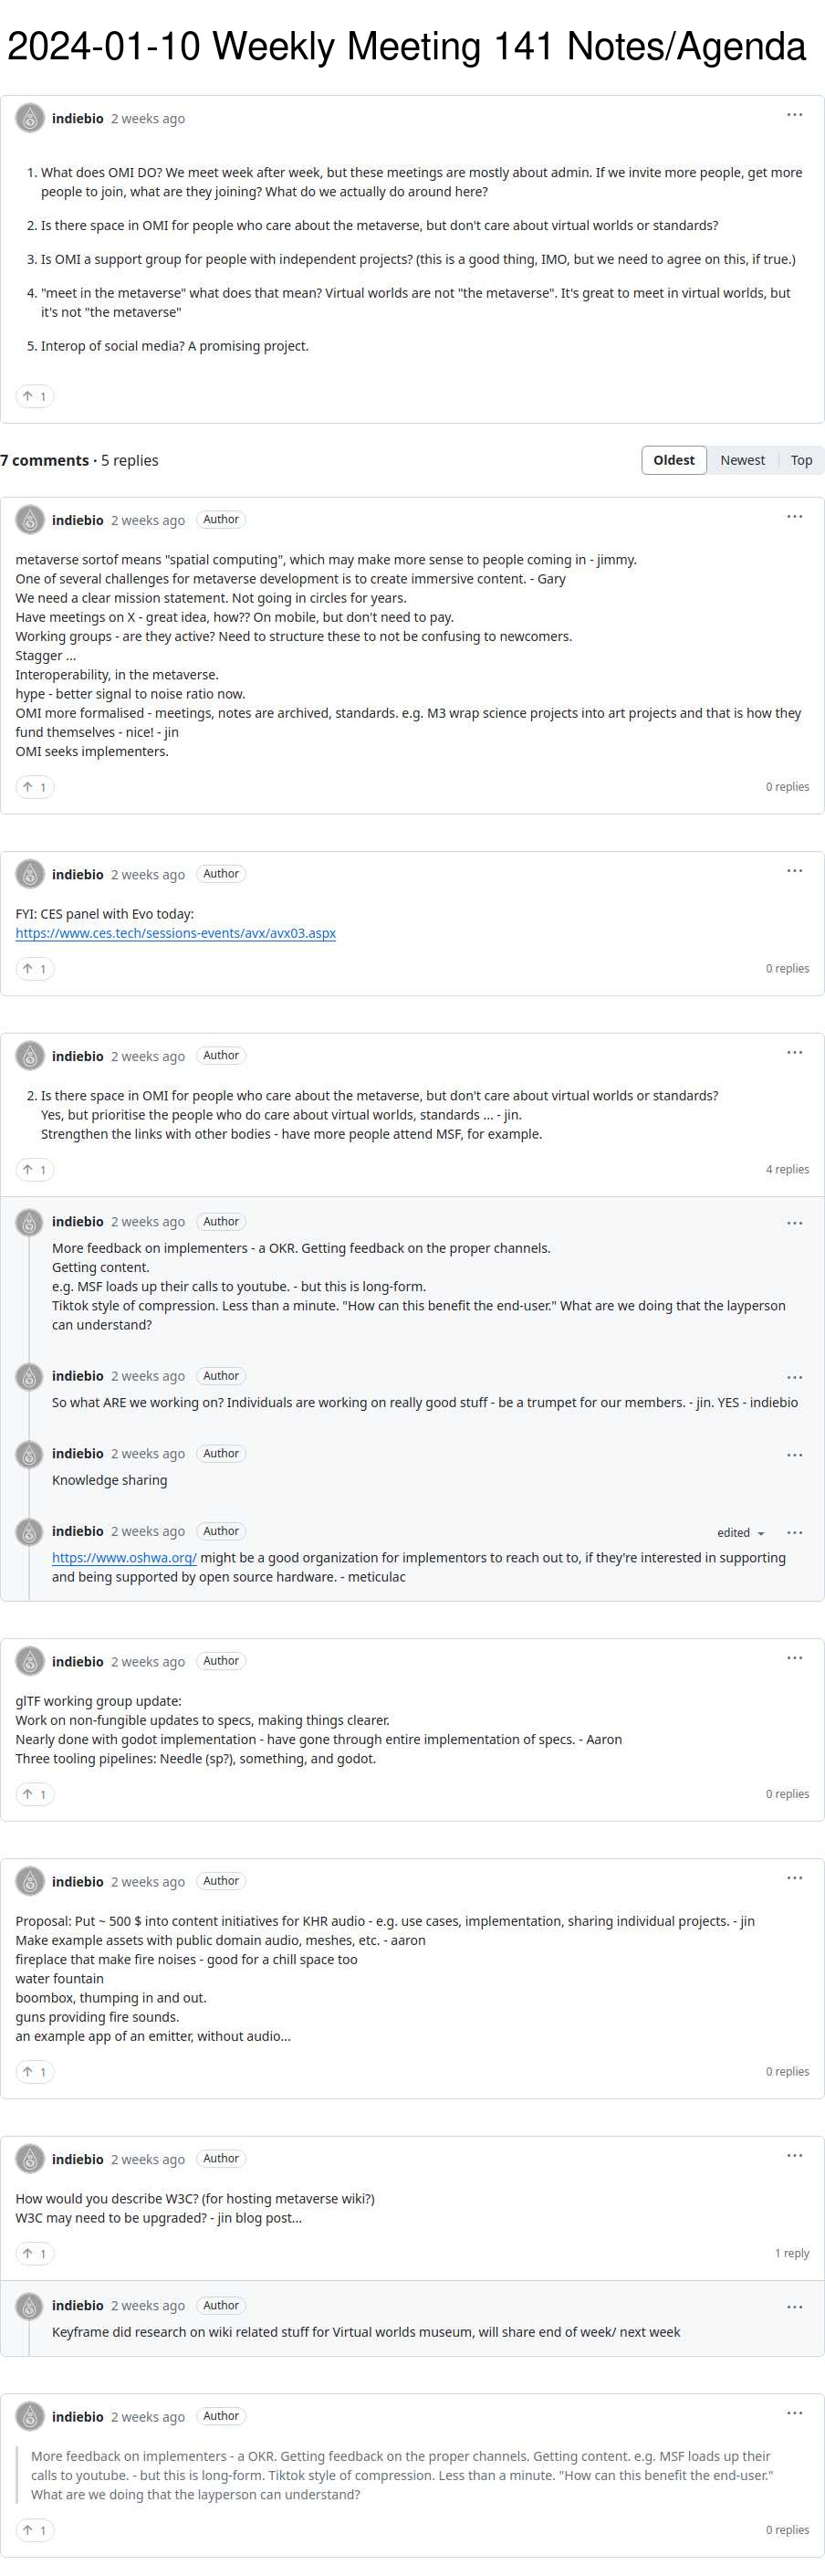 2024-01-10 Weekly Meeting 141 Notes/Agenda
indiebio 2 weeks ago
1. What does OMI DO? We meet week after week, but these meetings are mostly about admin. If we invite more people, get more
people to join, what are they joining? What do we actually do around here?
2. Is there space in OMI for people who care about the metaverse, but don't care about virtual worlds or standards?
3. Is OMI a support group for people with independent projects? (this is a good thing, IMO, but we need to agree on this, if true.)
4. "meet in the metaverse" what does that mean? Virtual worlds are not "the metaverse". It's great to meet in virtual worlds, but
it's not "the metaverse"
5. Interop of social media? A promising project.
↑ 1
7 comments · 5 replies
Oldest Newest Top
indiebio 2 weeks ago Author
metaverse sortof means "spatial computing", which may make more sense to people coming in - jimmy.
One of several challenges for metaverse development is to create immersive content. - Gary
We need a clear mission statement. Not going in circles for years.
Have meetings on X - great idea, how?? On mobile, but don't need to pay.
Working groups - are they active? Need to structure these to not be confusing to newcomers.
Stagger ...
Interoperability, in the metaverse.
hype - better signal to noise ratio now.
OMI more formalised - meetings, notes are archived, standards. e.g. M3 wrap science projects into art projects and that is how they
fund themselves - nice! - jin
OMI seeks implementers.
↑ 1 0 replies
indiebio 2 weeks ago Author
FYI: CES panel with Evo today:
https://www.ces.tech/sessions-events/avx/avx03.aspx
↑ 1 0 replies
indiebio 2 weeks ago Author
2. Is there space in OMI for people who care about the metaverse, but don't care about virtual worlds or standards?
Yes, but prioritise the people who do care about virtual worlds, standards ... - jin.
Strengthen the links with other bodies - have more people attend MSF, for example.
↑ 1 4 replies
indiebio 2 weeks ago Author
More feedback on implementers - a OKR. Getting feedback on the proper channels.
Getting content.
e.g. MSF loads up their calls to youtube. - but this is long-form.
Tiktok style of compression. Less than a minute. "How can this benefit the end-user." What are we doing that the layperson
can understand?
indiebio 2 weeks ago Author
So what ARE we working on? Individuals are working on really good stuff - be a trumpet for our members. - jin. YES - indiebio
indiebio 2 weeks ago Author
Knowledge sharing
indiebio 2 weeks ago Author edited
https://www.oshwa.org/ might be a good organization for implementors to reach out to, if they're interested in supporting
and being supported by open source hardware. - meticulac
indiebio 2 weeks ago Author
glTF working group update:
Work on non-fungible updates to specs, making things clearer.
Nearly done with godot implementation - have gone through entire implementation of specs. - Aaron
Three tooling pipelines: Needle (sp?), something, and godot.
↑ 1 0 replies
indiebio 2 weeks ago Author
Proposal: Put ~ 500 $ into content initiatives for KHR audio - e.g. use cases, implementation, sharing individual projects. - jin
Make example assets with public domain audio, meshes, etc. - aaron
fireplace that make fire noises - good for a chill space too
water fountain
boombox, thumping in and out.
guns providing fire sounds.
an example app of an emitter, without audio...
↑ 1 0 replies
indiebio 2 weeks ago Author
How would you describe W3C? (for hosting metaverse wiki?)
W3C may need to be upgraded? - jin blog post...
↑ 1 1 reply
indiebio 2 weeks ago Author
Keyframe did research on wiki related stuff for Virtual worlds museum, will share end of week/ next week
indiebio 2 weeks ago Author
More feedback on implementers - a OKR. Getting feedback on the proper channels. Getting content. e.g. MSF loads up their
calls to youtube. - but this is long-form. Tiktok style of compression. Less than a minute. "How can this benefit the end-user."
What are we doing that the layperson can understand?
↑ 1 0 replies